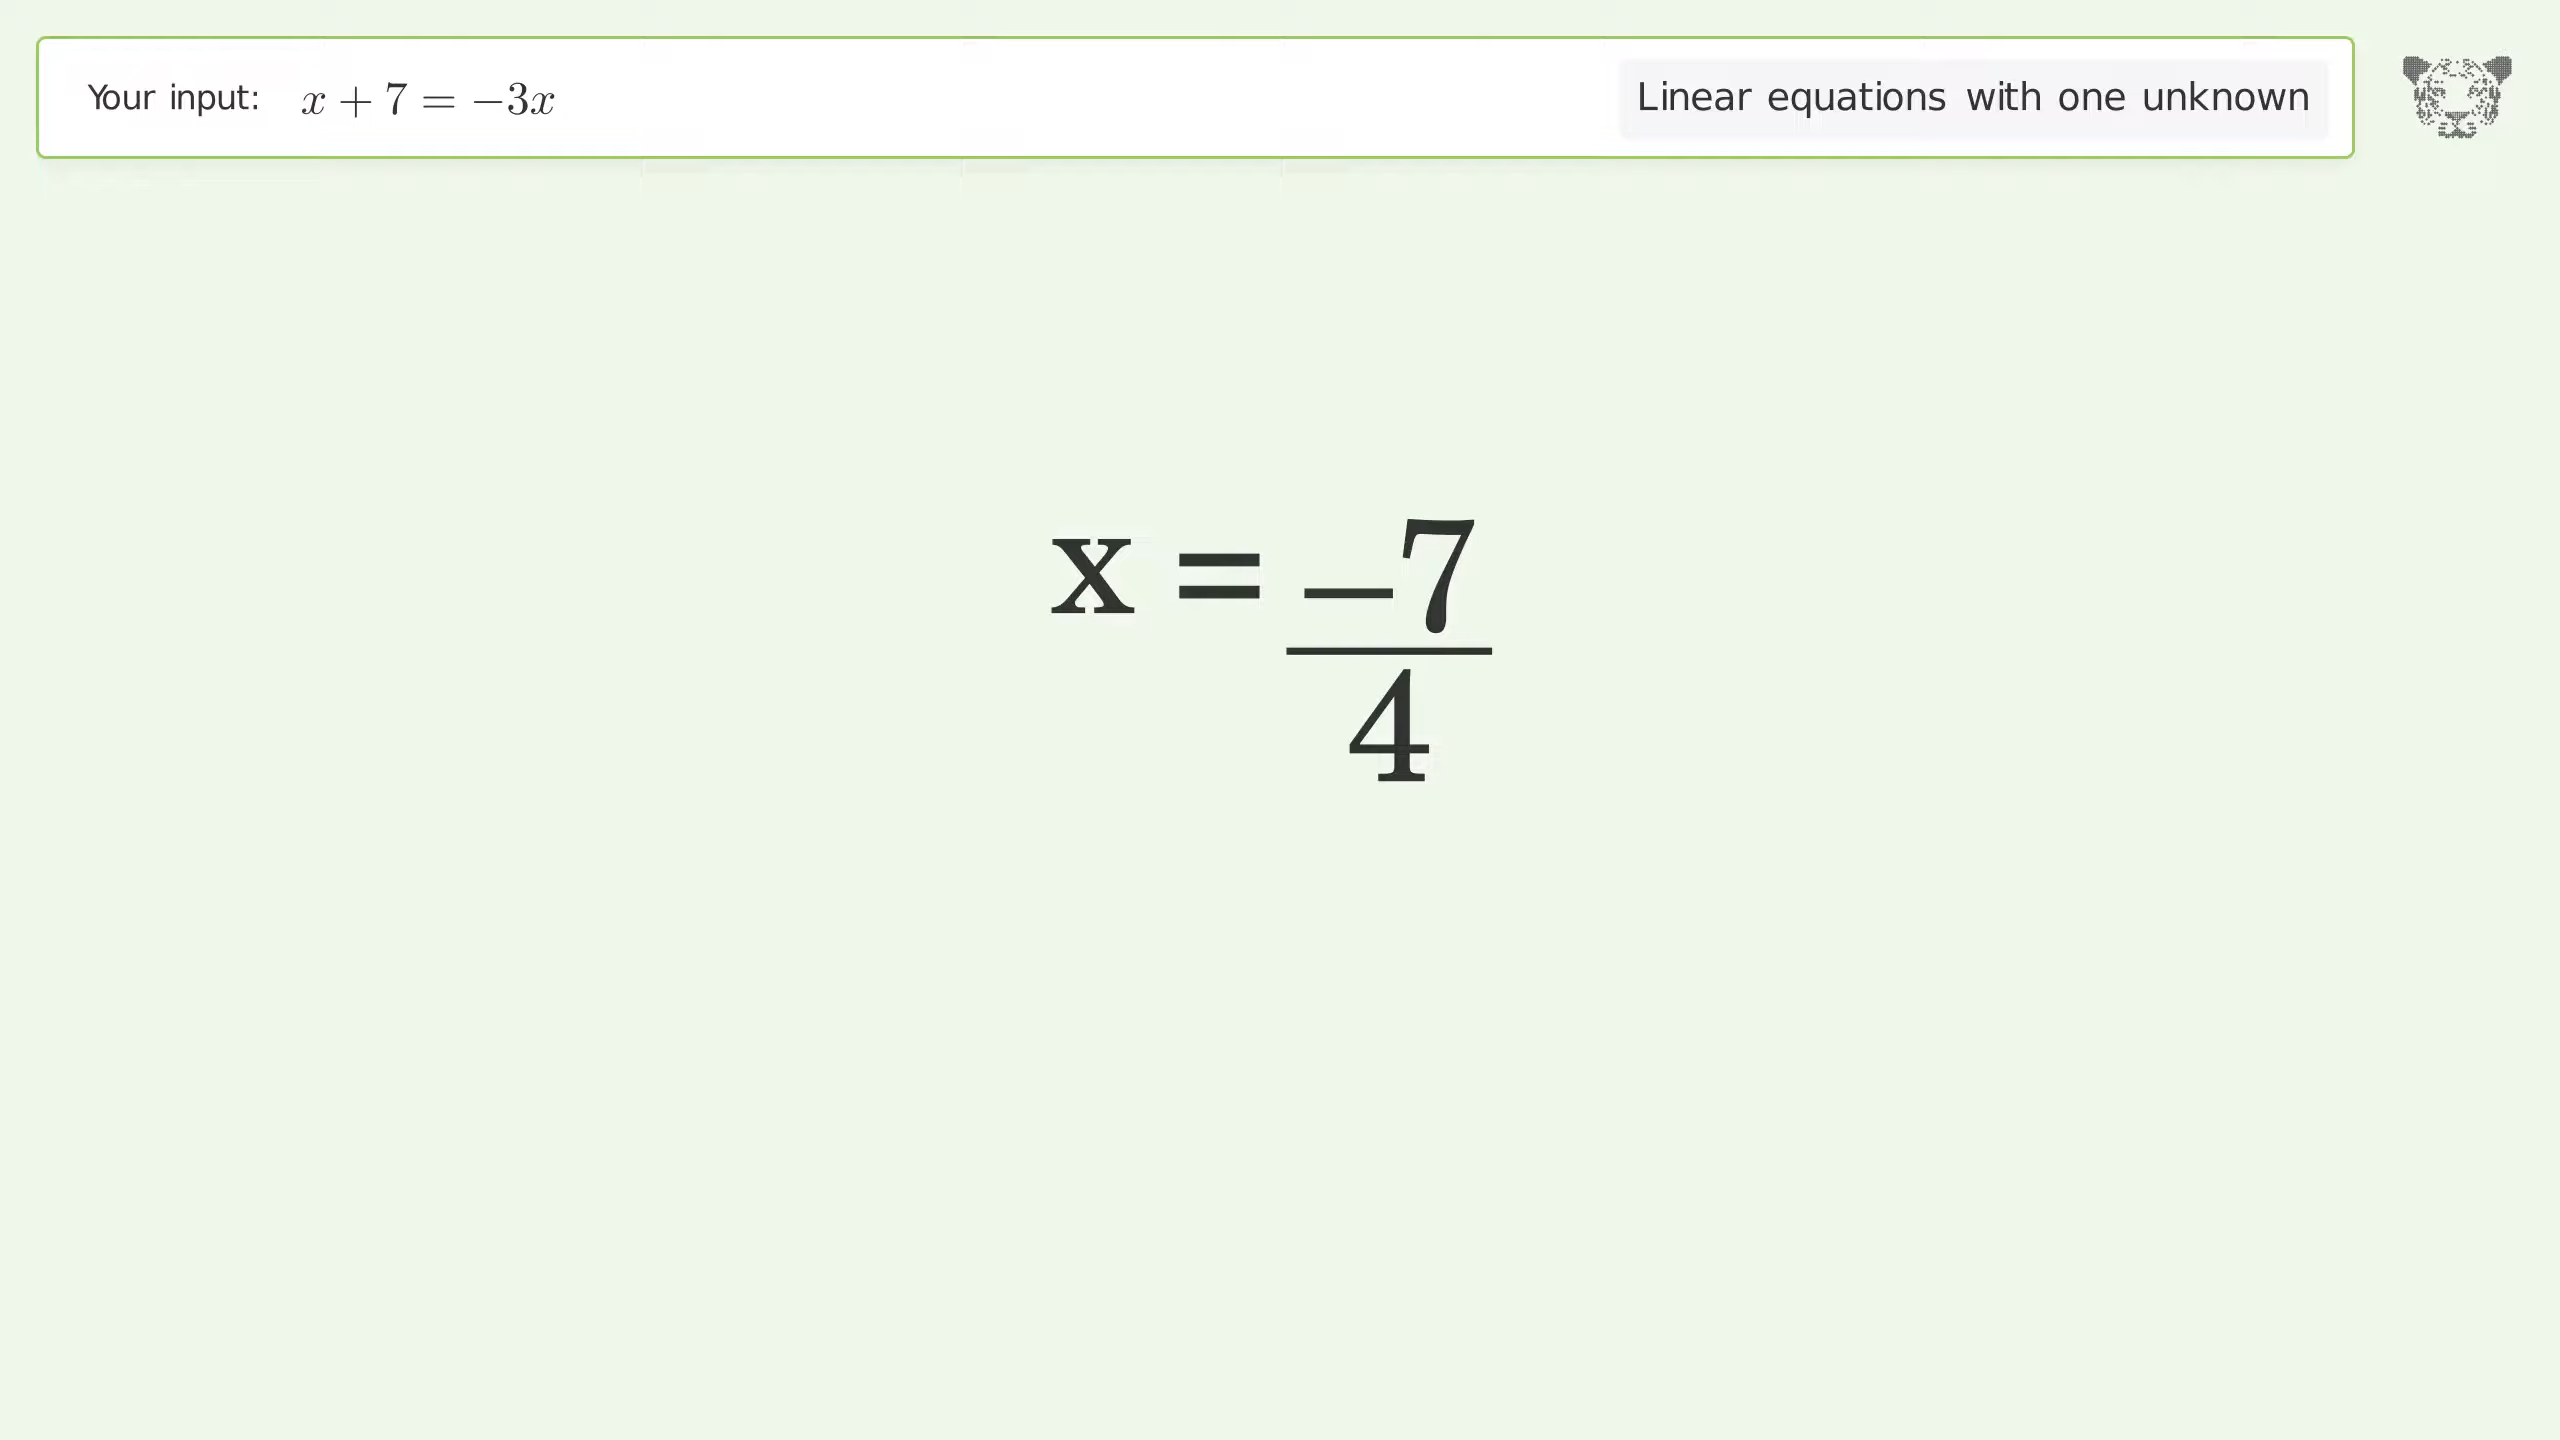 Your input: x + 7 = −3x
Linear equations with one unknown
x = −7/4